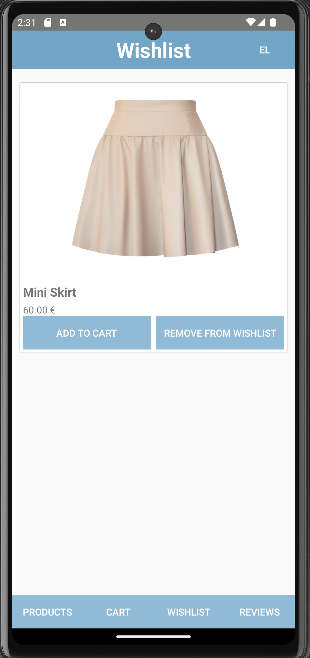 2:31
Wishlist
EL
Mini Skirt
60.00 €
ADD TO CART
REMOVE FROM WISHLIST
PRODUCTS CART WISHLIST REVIEWS